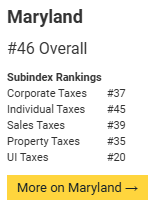 Maryland
#46 Overall
Subindex Rankings
Corporate Taxes #37
Individual Taxes #45
Sales Taxes #39
Property Taxes #35
UI Taxes #20
More on Maryland →